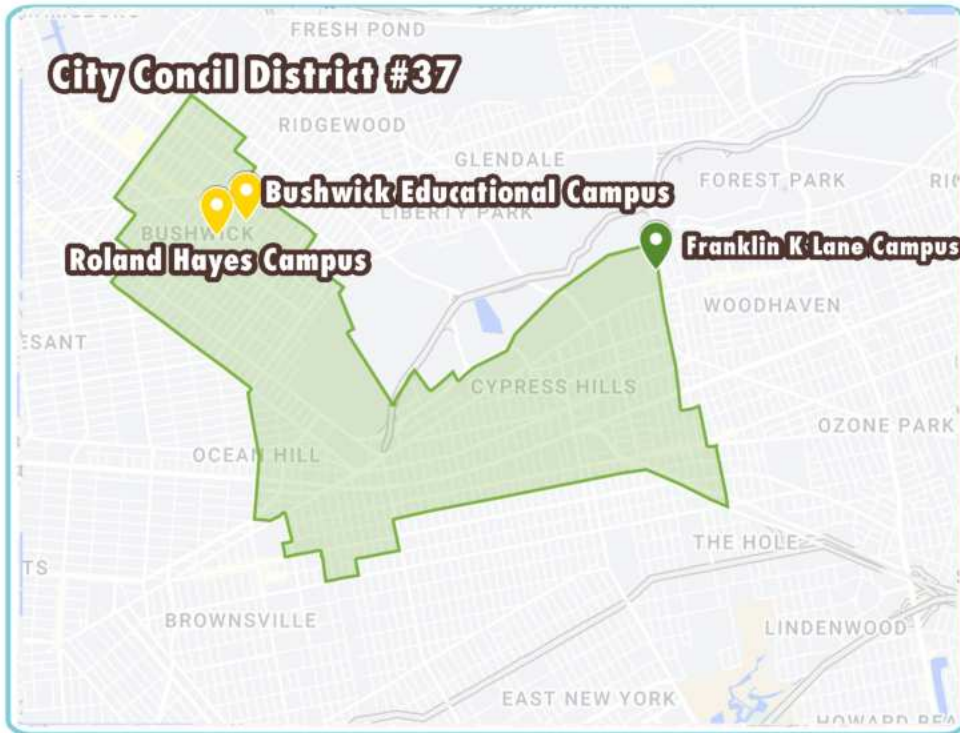 FRESH POND
City Concil District #37
RIDGEWOOD
GLENDALE
FOREST PARK
Bushwick Educational Campus
LIBERTY PARK
BUSHWICK
Roland Hayes Campus
Franklin K Lane Campus
WOODHAVEN
ESANT
CYPRESS HILLS
OZONE PARK
OCEAN HILL
THE HOLE
TS
BROWNSVILLE
LINDENWOOD
EAST NEW YORK
HOWARD BEA